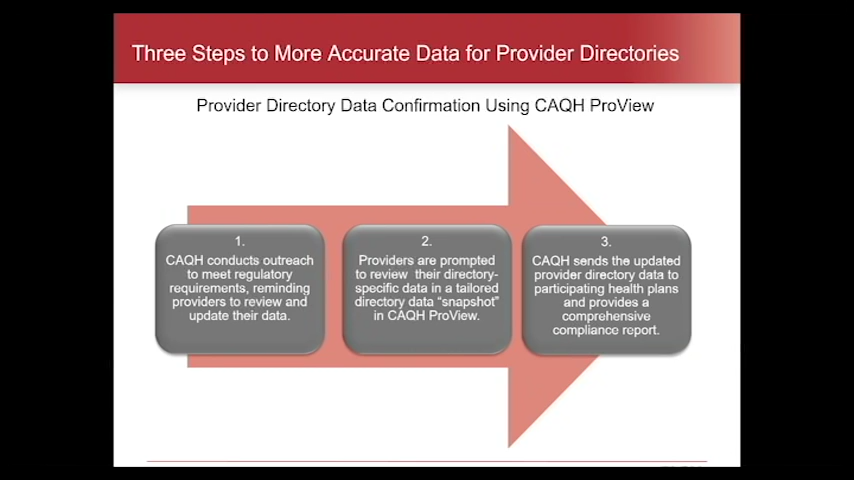 Three Steps to More Accurate Data for Provider Directories
Provider Directory Data Confirmation Using CAQH ProView
1.
CAQH conducts outreach
to meet regulatory
requirements, reminding
providers to review and
update their data.
2.
Providers are prompted
to review their directory-
specific data in a tailored
directory data “snapshot”
in CAQH ProView.
3.
CAQH sends the updated
provider directory data to
participating health plans
and provides a
comprehensive
compliance report.